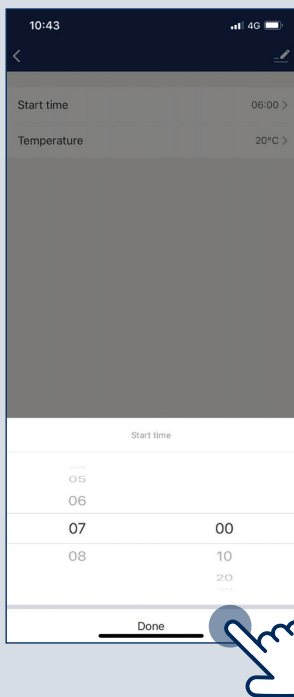 10:43 4G
Start time 06:00 >
Temperature 20°C >
Start time
05
06
07 00
08 10
20
Done